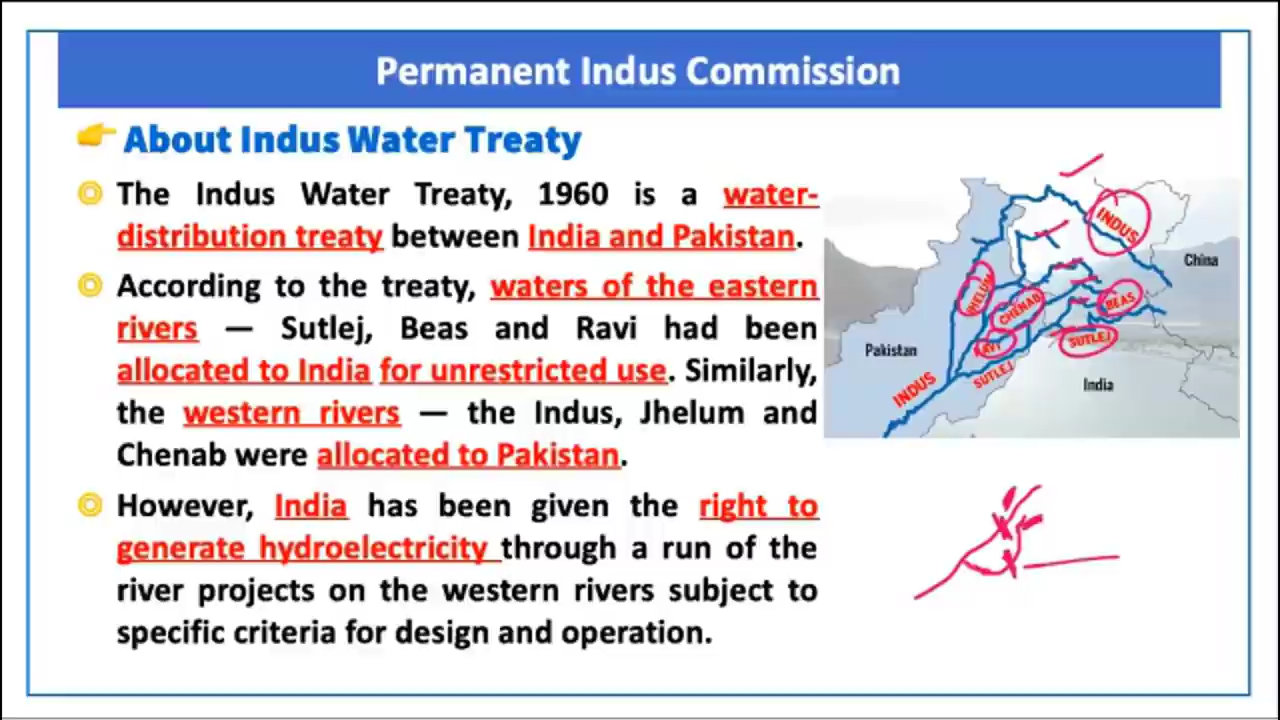 Permanent Indus Commission
About Indus Water Treaty
The Indus Water Treaty, 1960 is a water-
distribution treaty between India and Pakistan.
According to the treaty, waters of the eastern
rivers — Sutlej, Beas and Ravi had been
allocated to India for unrestricted use. Similarly,
the western rivers — the Indus, Jhelum and
Chenab were allocated to Pakistan.
However, India has been given the right to
generate hydroelectricity through a run of the
river projects on the western rivers subject to
specific criteria for design and operation.
INDUS
China
JHELUM
CHENAB
BEAS
RAVI
SUTLEJ
Pakistan
SUTLEJ
INDUS
India